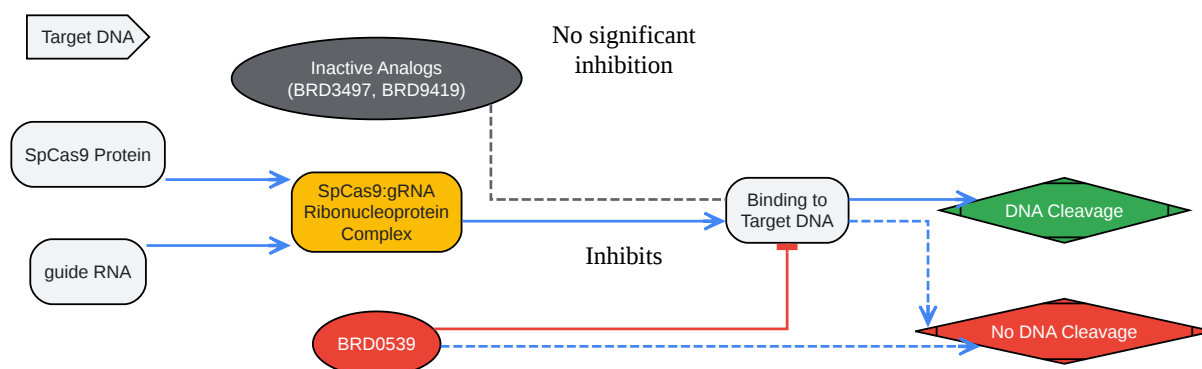 Target DNA
No significant
inhibition
Inactive Analogs
(BRD3497, BRD9419)
SpCas9 Protein
SpCas9:gRNA
Ribonucleoprotein
Complex
Binding to
Target DNA
DNA Cleavage
guide RNA
Inhibits
BRD0539
No DNA Cleavage